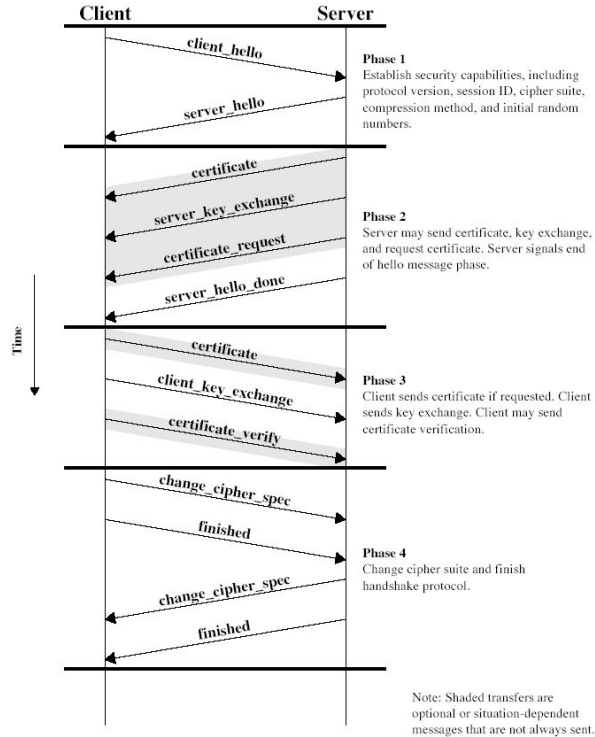 Client Server
client_hello
Phase 1
Establish security capabilities, including
protocol version, session ID, cipher suite,
compression method, and initial random
numbers.
server_hello
certificate
server_key_exchange
Phase 2
Server may send certificate, key exchange,
and request certificate. Server signals end
of hello message phase.
certificate_request
server_hello_done
Time
certificate
Phase 3
Client sends certificate if requested. Client
sends key exchange. Client may send
certificate verification.
client_key_exchange
certificate_verify
change_cipher_spec
finished
Phase 4
Change cipher suite and finish
handshake protocol.
change_cipher_spec
finished
Note: Shaded transfers are
optional or situation-dependent
messages that are not always sent.